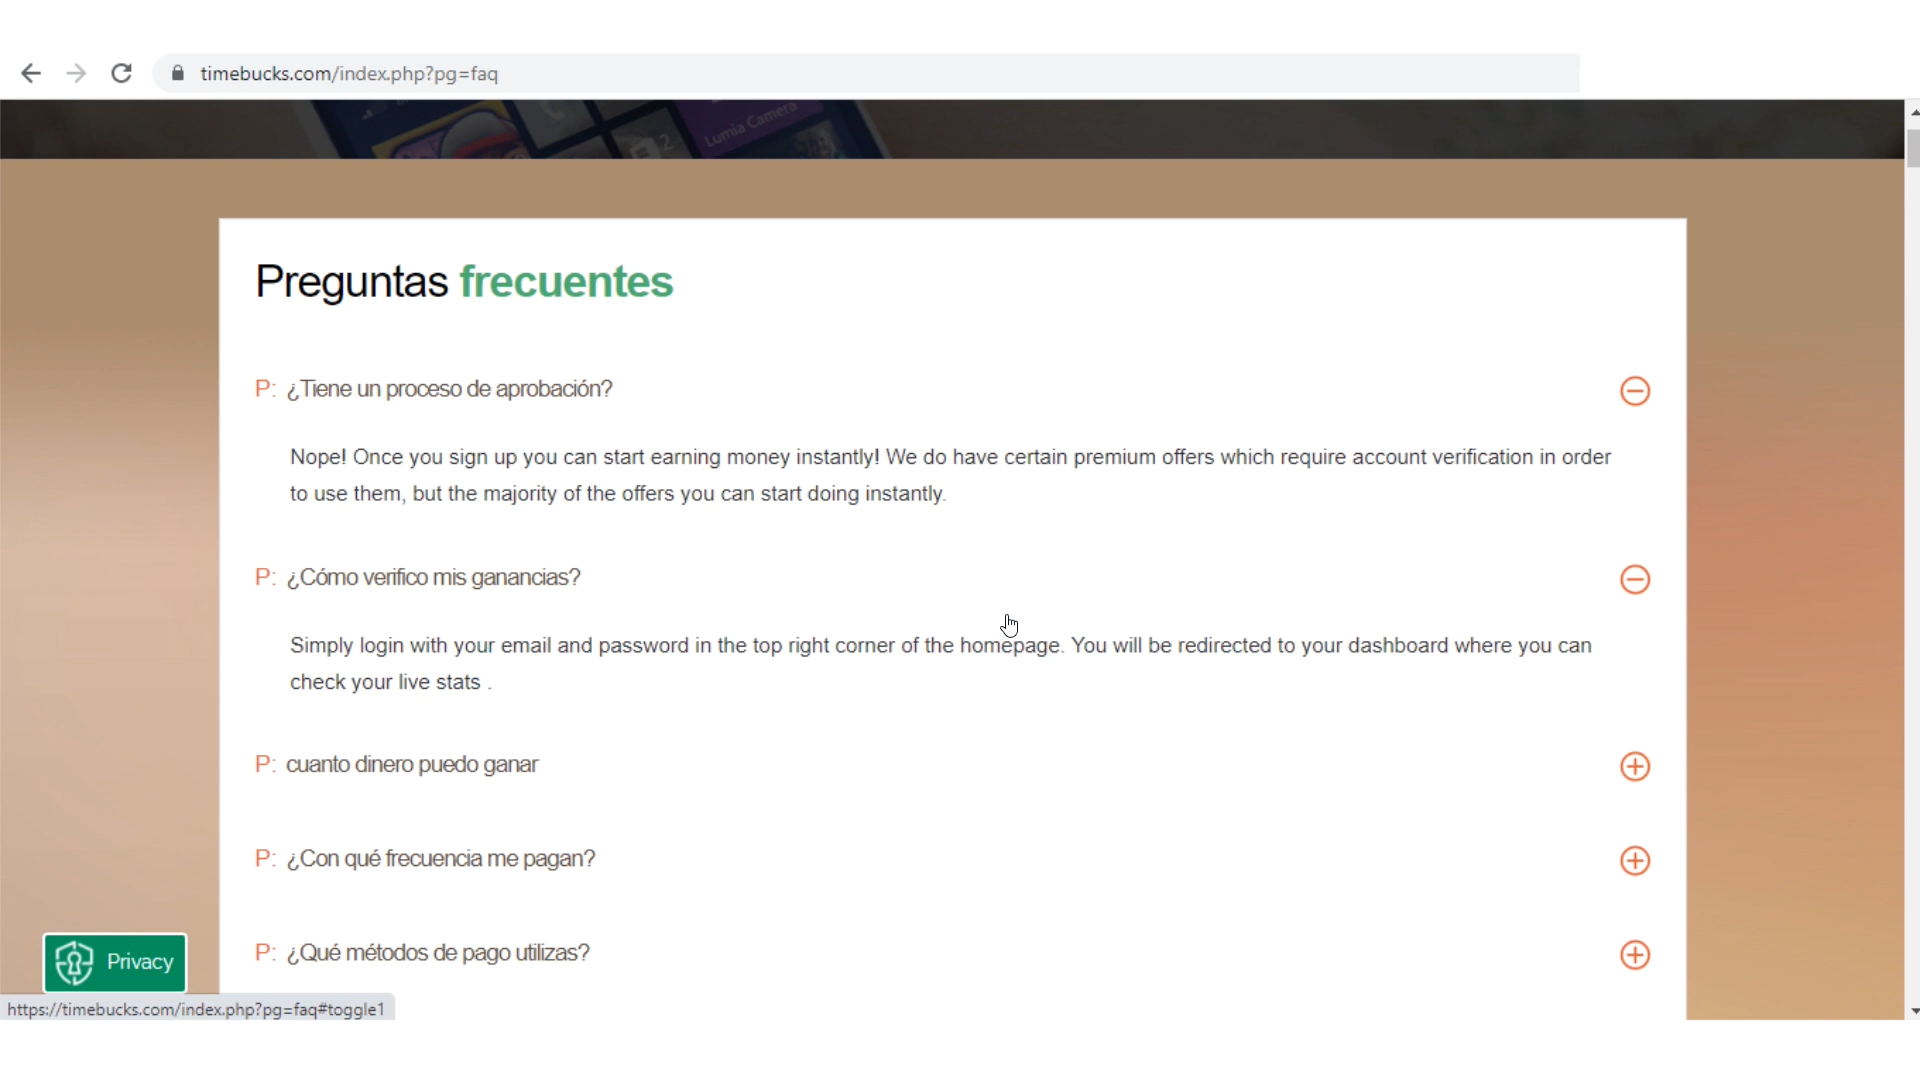 timebucks.com/index.php?pg=faq
Lumia Camera
2
Preguntas frecuentes
P: ¿Tiene un proceso de aprobación?
Nope! Once you sign up you can start earning money instantly! We do have certain premium offers which require account verification in order
to use them, but the majority of the offers you can start doing instantly.
P: ¿Cómo verifico mis ganancias?
Simply login with your email and password in the top right corner of the homepage. You will be redirected to your dashboard where you can
check your live stats .
P: cuanto dinero puedo ganar
P: ¿Con qué frecuencia me pagan?
P: ¿Qué métodos de pago utilizas?
Privacy
https://timebucks.com/index.php?pg=faq#toggle1